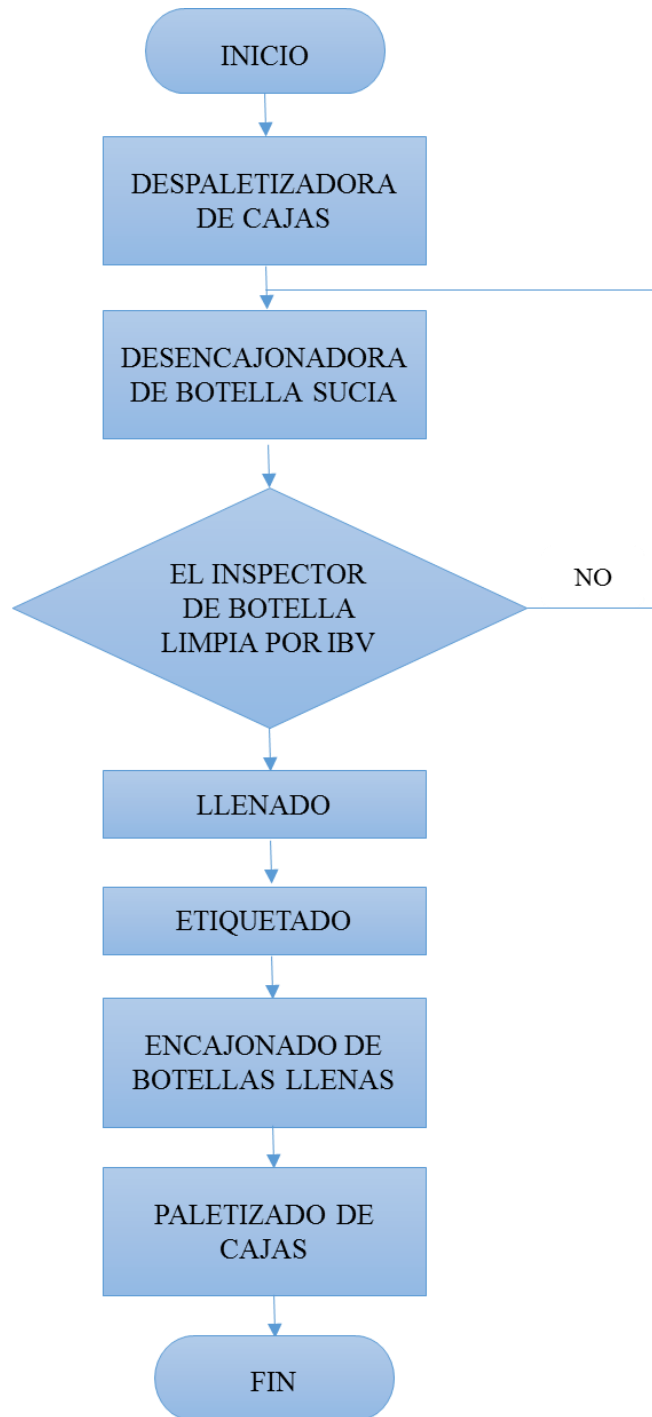 INICIO
DESPALETIZADORA
DE CAJAS
DESENCAJONADORA
DE BOTELLA SUCIA
EL INSPECTOR
DE BOTELLA
LIMPIA POR IBV
NO
LLENADO
ETIQUETADO
ENCAJONADO DE
BOTELLAS LLENAS
PALETIZADO DE
CAJAS
FIN